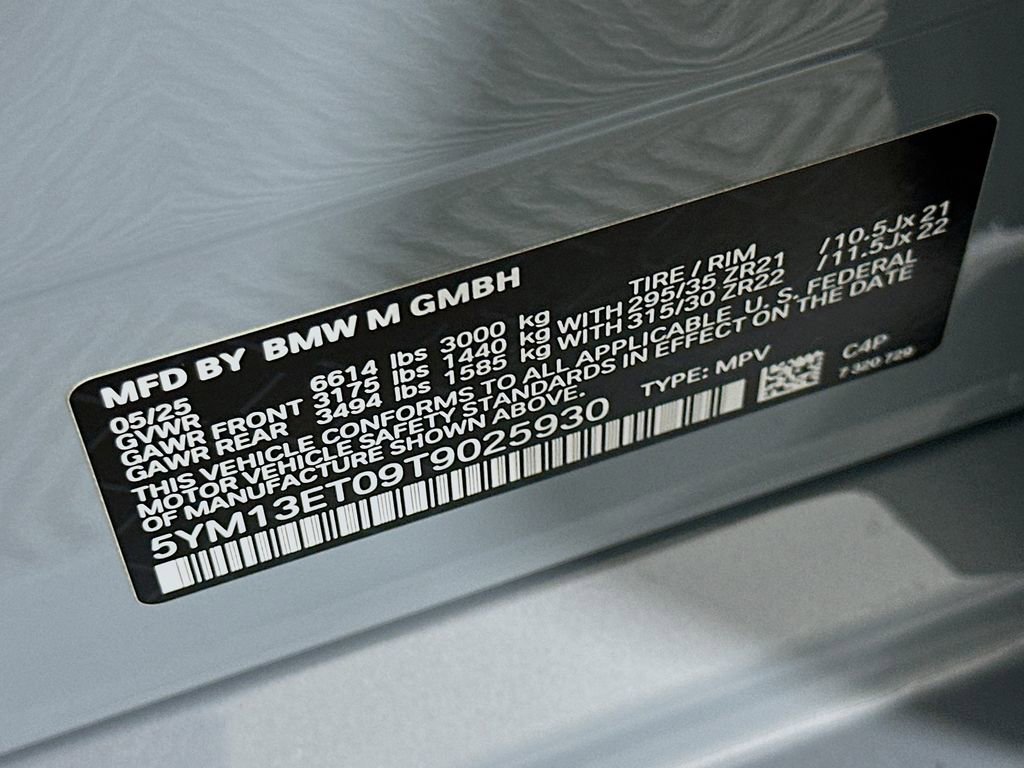 MFD BY BMW M GMBH
05/25 TIRE / RIM
GVWR 6614 lbs 3000 kg
GAWR FRONT 3175 lbs 1440 kg WITH 295/35 ZR21 /10.5Jx 21
GAWR REAR 3494 lbs 1585 kg WITH 315/30 ZR22 /11.5Jx 22
THIS VEHICLE CONFORMS TO ALL APPLICABLE U. S. FEDERAL
MOTOR VEHICLE SAFETY STANDARDS IN EFFECT ON THE DATE
OF MANUFACTURE SHOWN ABOVE.
5YM13ET09T9025930 TYPE: MPV C4P
7 320 729